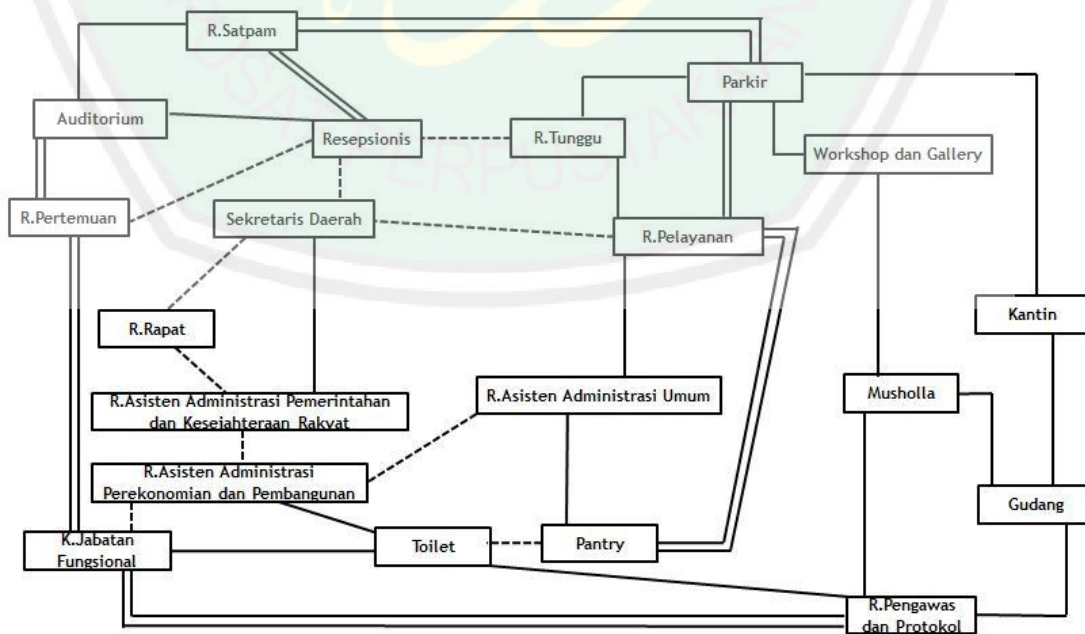 R.Satpam
Parkir
Auditorium
Resepsionis
R.Tunggu
Workshop dan Gallery
R.Pertemuan
Sekretaris Daerah
R.Pelayanan
R.Rapat
Kantin
R.Asisten Administrasi Pemerintahan
dan Kesejahteraan Rakyat
R.Asisten Administrasi Umum
Musholla
R.Asisten Administrasi
Perekonomian dan Pembangunan
Gudang
K.Jabatan
Fungsional
Toilet
Pantry
R.Pengawas
dan Protokol